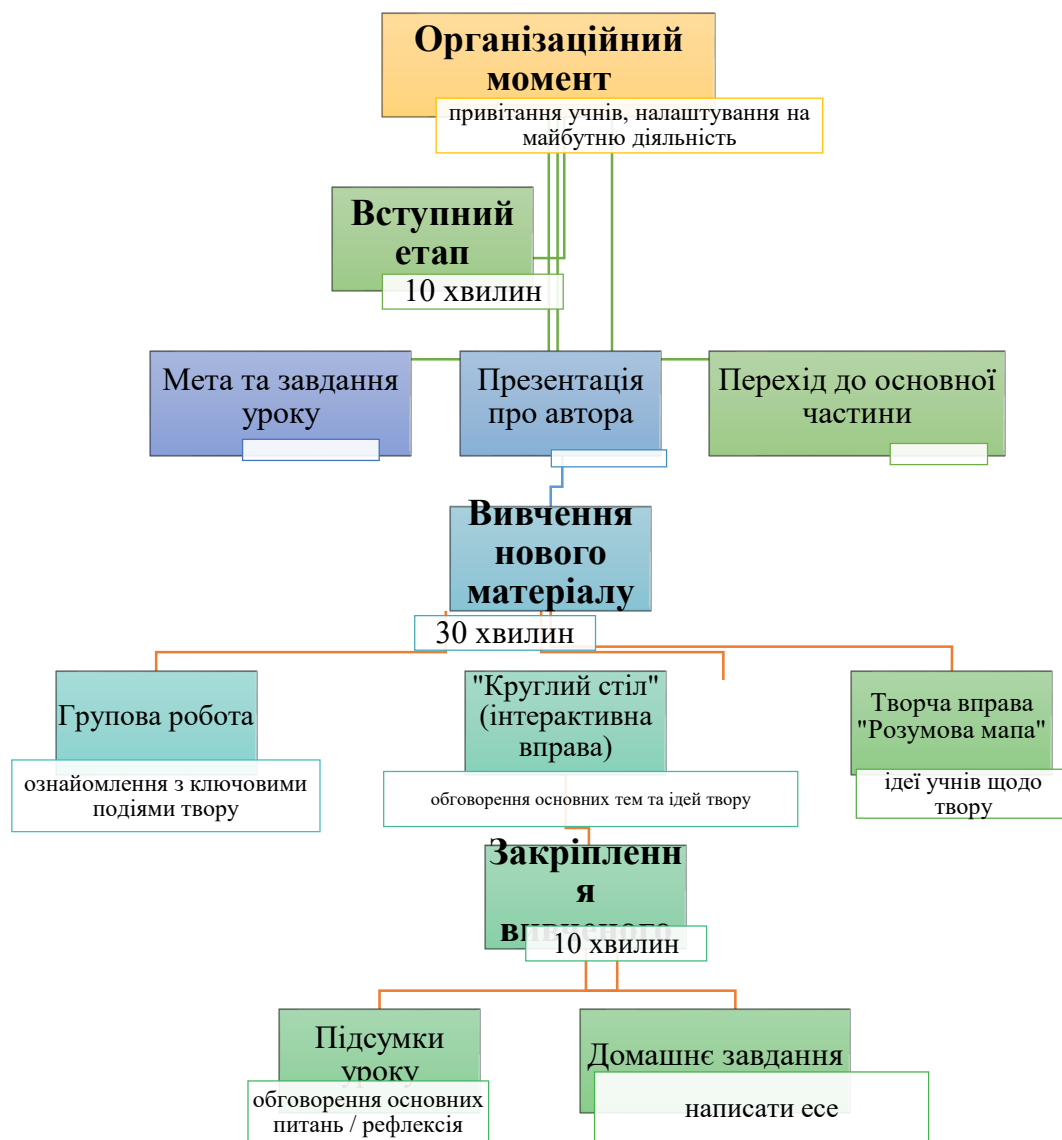 Організаційний
момент
привітання учнів, налаштування на
майбутню діяльність
Вступний
етап
10 хвилин
Мета та завдання
уроку
Презентація
про автора
Перехід до основної
частини
Вивчення
нового
матеріалу
30 хвилин
Групова робота
ознайомлення з ключовими
подіями твору
"Круглий стіл"
(інтерактивна
вправа)
обговорення основних тем та ідей твору
Творча вправа
"Розумова мапа"
ідеї учнів щодо
твору
Закріпленн
я
вивченого
10 хвилин
Підсумки
уроку
обговорення основних
питань / рефлексія
Домашнє завдання
написати есе